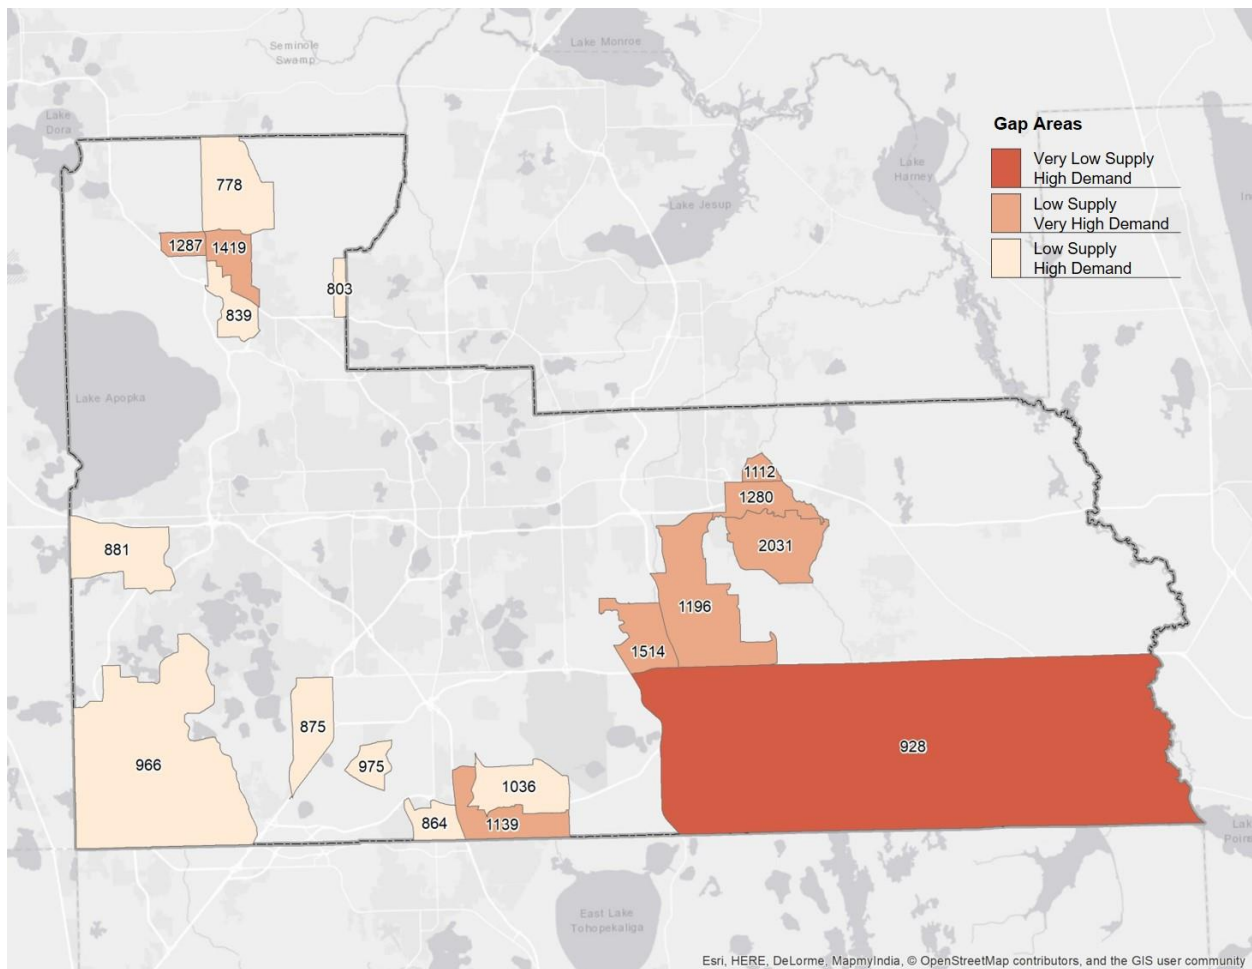 Seminole
Swamp
Lake Monroe
Lake
Dora
Gap Areas
Very Low Supply
High Demand
Low Supply
Very High Demand
Low Supply
High Demand
Lake
Harney
Lake Jesup
778
1287
1419
803
839
Lake Apopka
1112
1280
2031
881
1196
1514
966
875
975
1036
864
1139
928
East Lake
Tohopekaliga
Esri, HERE, DeLorme, MapmyIndia, © OpenStreetMap contributors, and the GIS user community